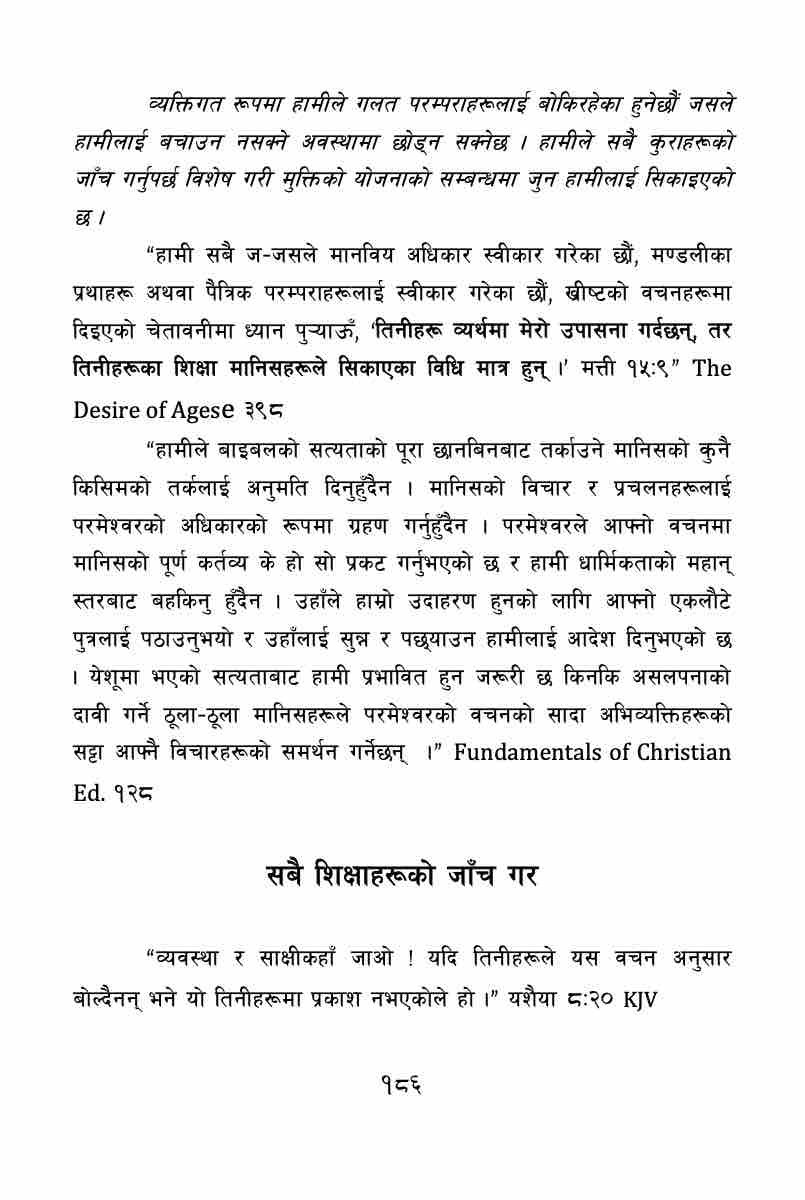 व्यक्तिगत रूपमा हामीले गलत परम्पराहरूलाई बोकिरहेका हुनेछौं जसले
हामीलाई बचाउन नसक्ने अवस्थामा छोड्न सक्नेछ । हामीले सबै कुराहरूको
जाँच गर्नुपर्छ विशेष गरी मुक्तिको योजनाको सम्बन्धमा जुन हामीलाई सिकाइएको
छ ।
“हामी सबै ज-जसले मानविय अधिकार स्वीकार गरेका छौं, मण्डलीका
प्रथाहरू अथवा पैत्रिक परम्पराहरूलाई स्वीकार गरेका छौं, ख्रीष्टको वचनहरूमा
दिइएको चेतावनीमा ध्यान पुऱ्याऊँ, ‘तिनीहरू व्यर्थमा मेरो उपासना गर्दछन्, तर
तिनीहरूका शिक्षा मानिसहरूले सिकाएका विधि मात्र हुन् ।’ मत्ती १५:९” The
Desire of Agese ३९८
“हामीले बाइबलको सत्यताको पूरा छानबिनबाट तर्काउने मानिसको कुनै
किसिमको तर्कलाई अनुमति दिनुहुँदैन । मानिसको विचार र प्रचलनहरूलाई
परमेश्वरको अधिकारको रूपमा ग्रहण गर्नुहुँदैन । परमेश्वरले आफ्नो वचनमा
मानिसको पूर्ण कर्तव्य के हो सो प्रकट गर्नुभएको छ र हामी धार्मिकताको महान्
स्तरबाट बहकिनु हुँदैन । उहाँले हाम्रो उदाहरण हुनको लागि आफ्नो एकलौटे
पुत्रलाई पठाउनुभयो र उहाँलाई सुन्न र पछ्याउन हामीलाई आदेश दिनुभएको छ
। येशूमा भएको सत्यताबाट हामी प्रभावित हुन जरूरी छ किनकि असलपनाको
दावी गर्ने ठूला-ठूला मानिसहरूले परमेश्वरको वचनको सादा अभिव्यक्तिहरूको
सट्टा आफ्नै विचारहरूको समर्थन गर्नेछन् ।” Fundamentals of Christian
Ed. १२८
सबै शिक्षाहरूको जाँच गर
“व्यवस्था र साक्षीकहाँ जाओ ! यदि तिनीहरूले यस वचन अनुसार
बोल्दैनन् भने यो तिनीहरूमा प्रकाश नभएकोले हो ।” यशैया ८:२० KJV
१८६